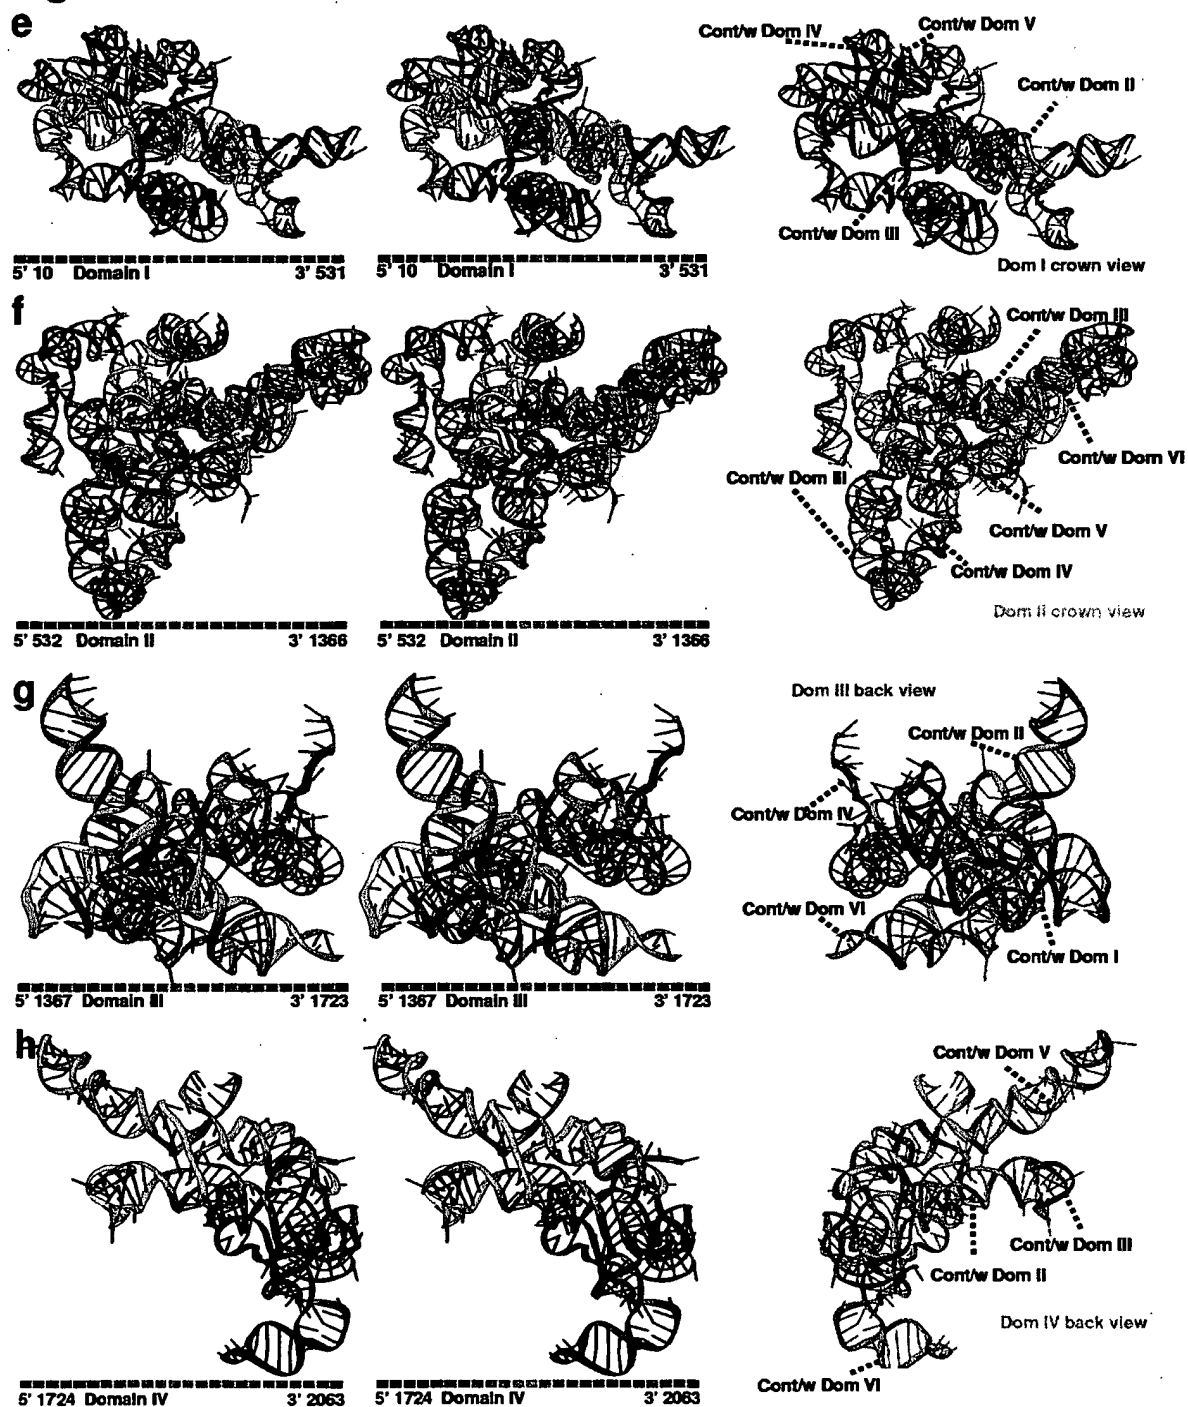 e
Cont/w Dom IV
Cont/w Dom V
Cont/w Dom II
Cont/w Dom III
5' 10 Domain I 3' 531
5' 10 Domain I 3' 531
Dom I crown view
f
Cont/w Dom III
Cont/w Dom VI
Cont/w Dom III
Cont/w Dom V
Cont/w Dom IV
Dom II crown view
5' 532 Domain II 3' 1366
5' 532 Domain II 3' 1366
g
Dom III back view
Cont/w Dom II
Cont/w Dom IV
Cont/w Dom VI
Cont/w Dom I
5' 1367 Domain III 3' 1723
5' 1367 Domain III 3' 1723
h
Cont/w Dom V
Cont/w Dom III
Cont/w Dom II
Dom IV back view
Cont/w Dom VI
5' 1724 Domain IV 3' 2063
5' 1724 Domain IV 3' 2063